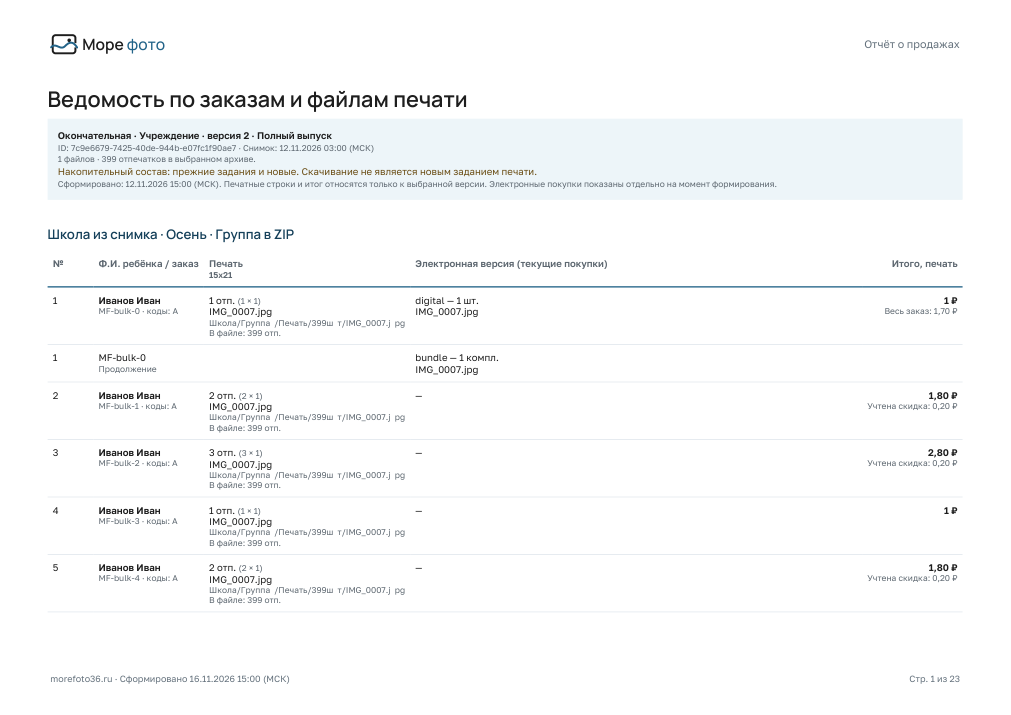 Море фото
Отчёт о продажах
Ведомость по заказам и файлам печати
Окончательная · Учреждение · версия 2 · Полный выпуск
ID: 7c9e6679-7425-40de-944b-e07fc1f90ae7 · Снимок: 12.11.2026 03:00 (МСК)
1 файлов · 399 отпечатков в выбранном архиве.
Накопительный состав: прежние задания и новые. Скачивание не является новым заданием печати.
Сформировано: 12.11.2026 15:00 (МСК). Печатные строки и итог относятся только к выбранной версии. Электронные покупки показаны отдельно на момент формирования.
Школа из снимка · Осень · Группа в ZIP
№ Ф.И. ребёнка / заказ Печать Электронная версия (текущие покупки) Итого, печать
15x21
1 Иванов Иван 1 отп. (1 × 1) digital — 1 шт. 1 ₽
MF-bulk-0 · коды: А IMG_0007.jpg IMG_0007.jpg Весь заказ: 1,70 ₽
Школа/Группа /Печать/399ш т/IMG_0007.j pg
В файле: 399 отп.
1 MF-bulk-0 bundle — 1 компл.
Продолжение IMG_0007.jpg
2 Иванов Иван 2 отп. (2 × 1) — 1,80 ₽
MF-bulk-1 · коды: А IMG_0007.jpg Учтена скидка: 0,20 ₽
Школа/Группа /Печать/399ш т/IMG_0007.j pg
В файле: 399 отп.
3 Иванов Иван 3 отп. (3 × 1) — 2,80 ₽
MF-bulk-2 · коды: А IMG_0007.jpg Учтена скидка: 0,20 ₽
Школа/Группа /Печать/399ш т/IMG_0007.j pg
В файле: 399 отп.
4 Иванов Иван 1 отп. (1 × 1) — 1 ₽
MF-bulk-3 · коды: А IMG_0007.jpg
Школа/Группа /Печать/399ш т/IMG_0007.j pg
В файле: 399 отп.
5 Иванов Иван 2 отп. (2 × 1) — 1,80 ₽
MF-bulk-4 · коды: А IMG_0007.jpg Учтена скидка: 0,20 ₽
Школа/Группа /Печать/399ш т/IMG_0007.j pg
В файле: 399 отп.
morefoto36.ru · Сформировано 16.11.2026 15:00 (МСК) Стр. 1 из 23